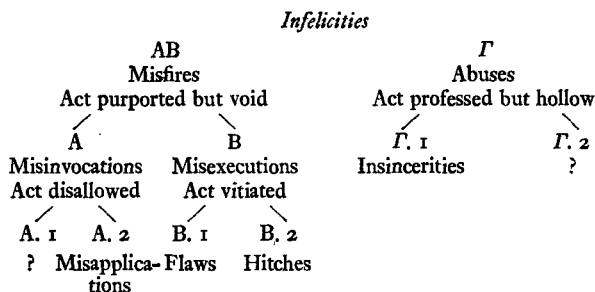 Infelicities
AB Γ
Misfires Abuses
Act purported but void Act professed but hollow
A B Γ. 1 Γ. 2
Misinvocations Misexecutions Insincerities ?
Act disallowed Act vitiated
A. 1 A. 2 B. 1 B. 2
? Misapplica- Flaws Hitches
tions